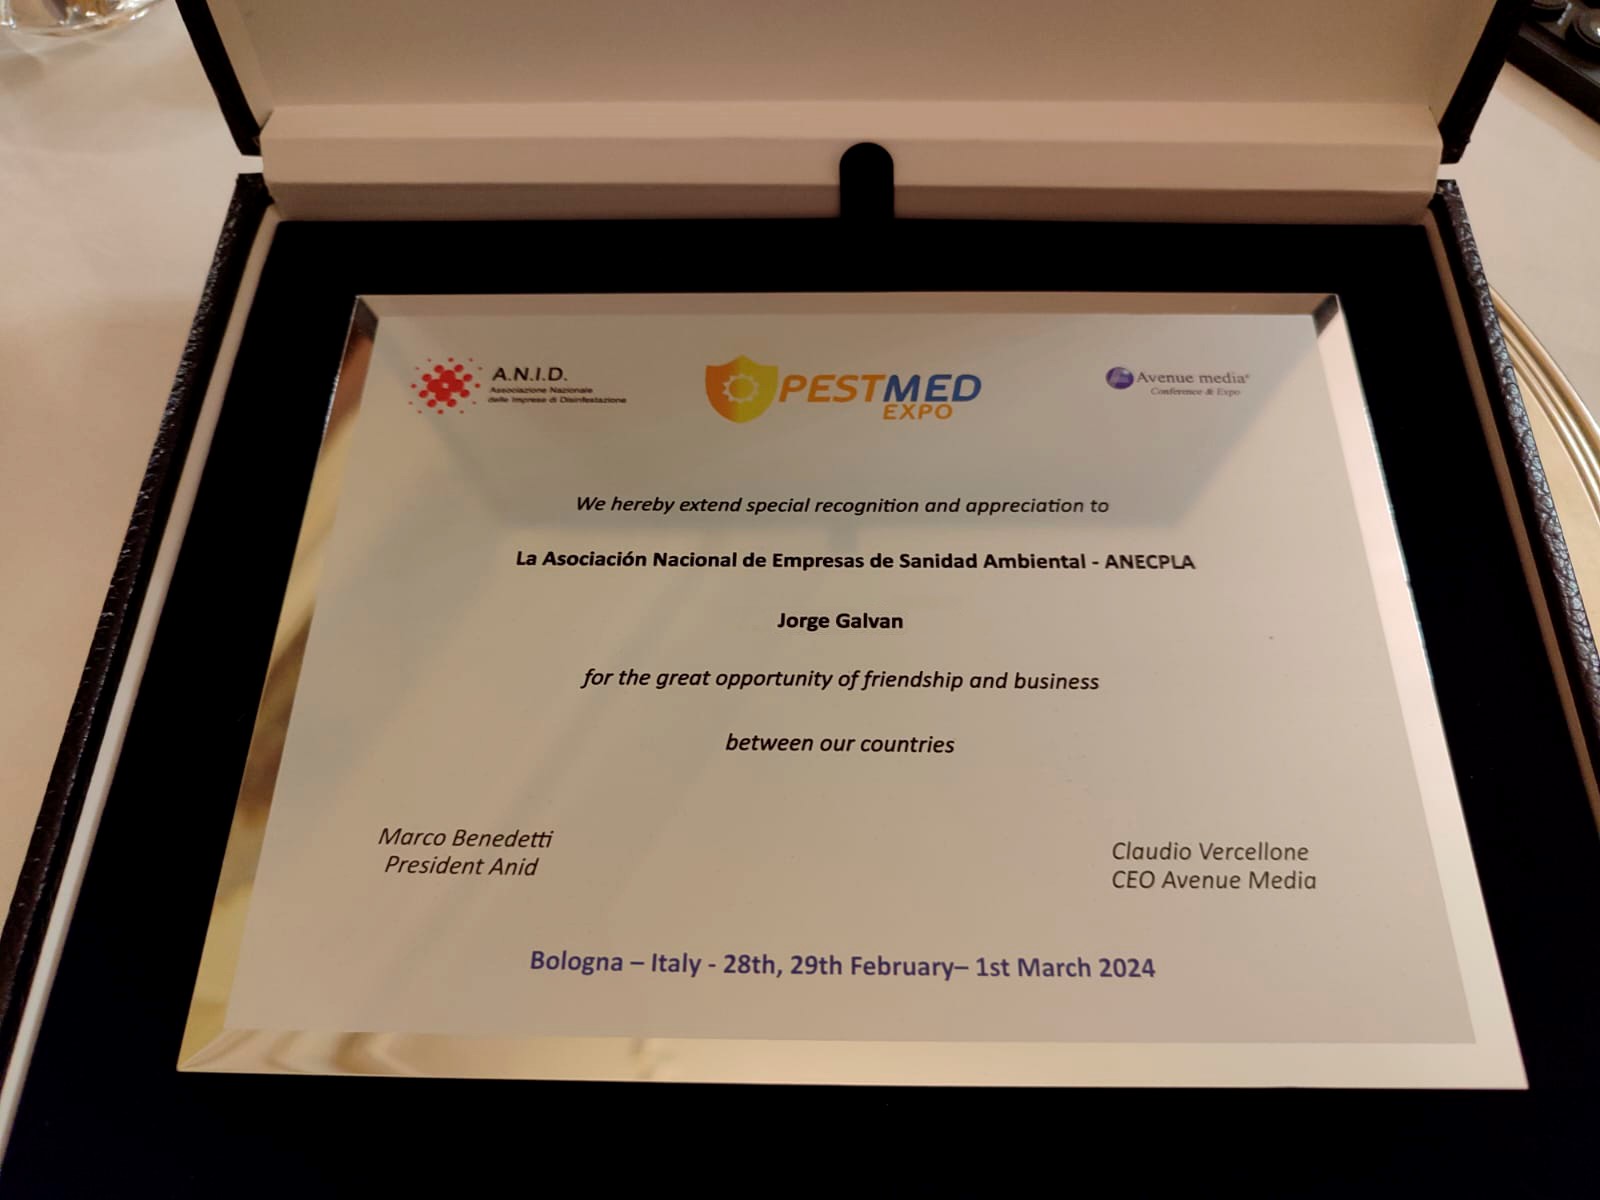 A.N.I.D.
Associazione Nazionale
delle Imprese di Disinfestazione
PESTMED
EXPO
Avenue media®
Conference & Expo
We hereby extend special recognition and appreciation to
La Asociación Nacional de Empresas de Sanidad Ambiental - ANECPLA
Jorge Galvan
for the great opportunity of friendship and business
between our countries
Marco Benedetti
President Anid
Claudio Vercellone
CEO Avenue Media
Bologna – Italy - 28th, 29th February– 1st March 2024